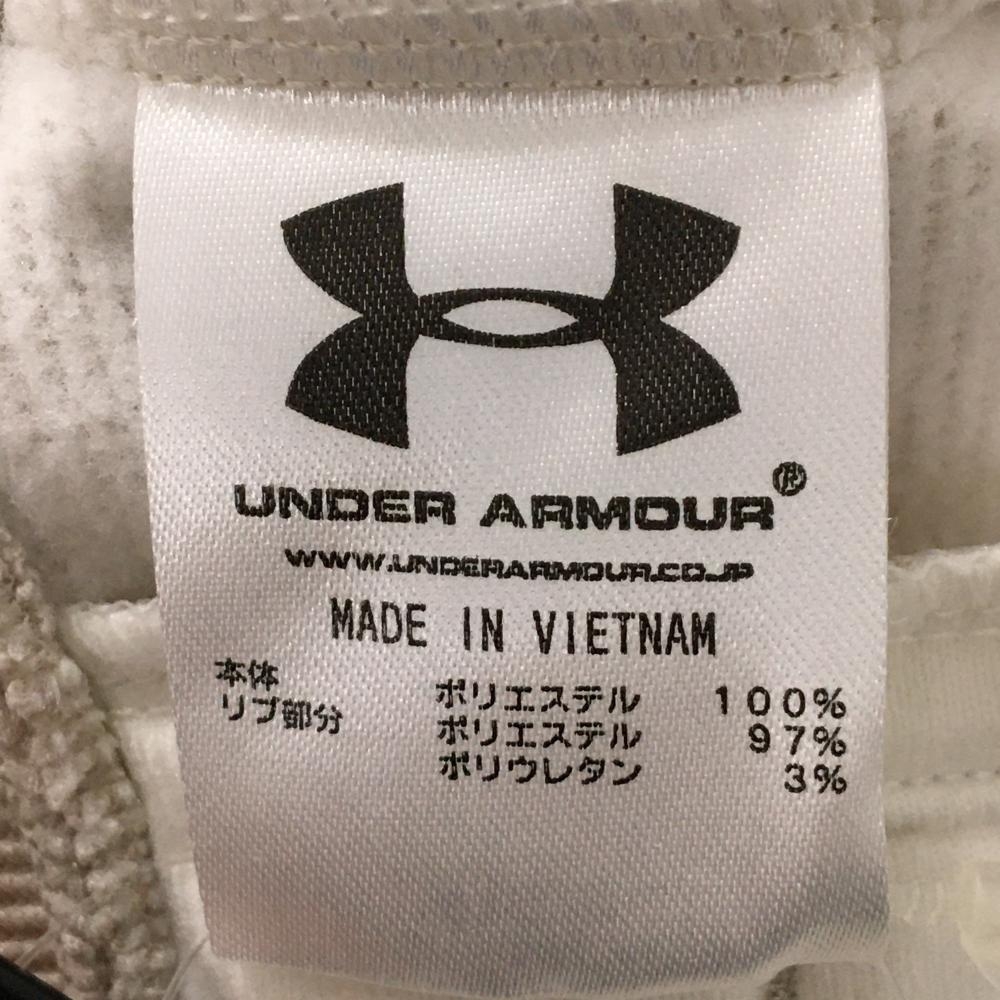 UNDER ARMOUR®
WWW.UNDERARMOUR.CO.JP
MADE IN VIETNAM
本体 ポリエステル 100%
リブ部分 ポリエステル 97%
ポリウレタン 3%